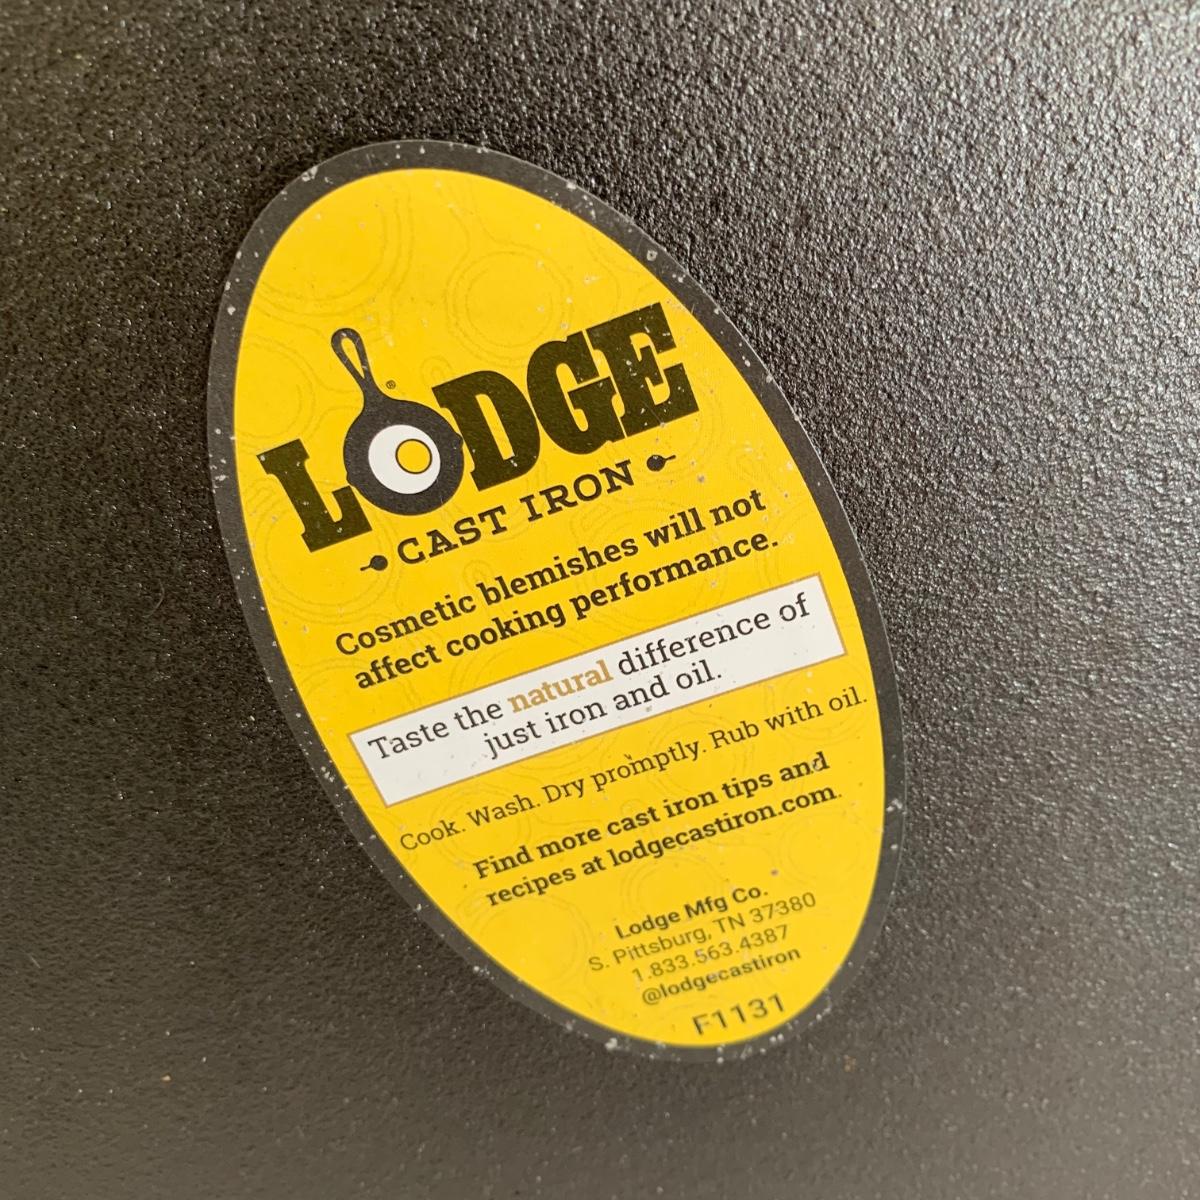 LODGE®
CAST IRON
Cosmetic blemishes will not
affect cooking performance.
Taste the natural difference of
just iron and oil.
Cook. Wash. Dry promptly. Rub with oil.
Find more cast iron tips and
recipes at lodgecastiron.com.
Lodge Mfg Co.
S. Pittsburg, TN 37380
1.833.563.4387
@lodgecastiron
F1131